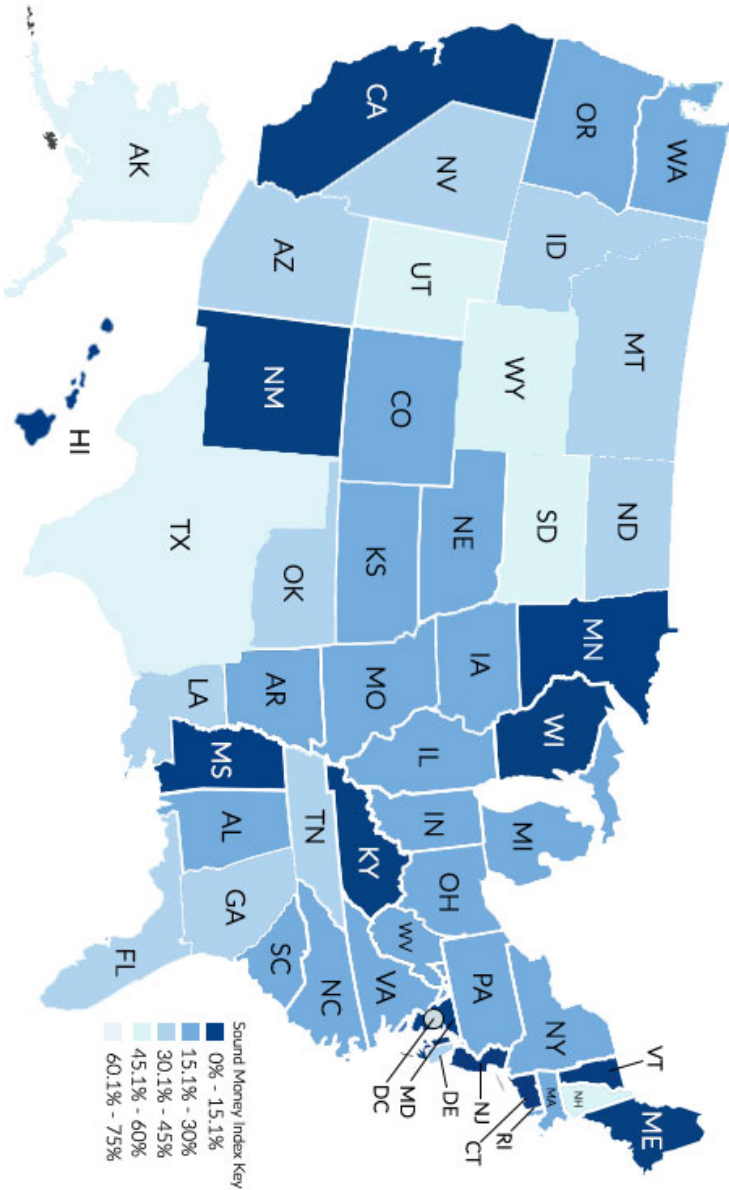 WA
OR
CA
NV
ID
MT
WY
UT
AZ
NM
CO
ND
SD
NE
KS
OK
TX
MN
IA
MO
AR
LA
WI
IL
MI
IN
OH
KY
TN
MS
AL
GA
FL
SC
NC
VA
WV
PA
NY
VT
NH
ME
MA
RI
CT
NJ
DE
MD
DC
AK
HI
Sound Money Index Key
0% - 15.1%
15.1% - 30%
30.1% - 45%
45.1% - 60%
60.1% - 75%